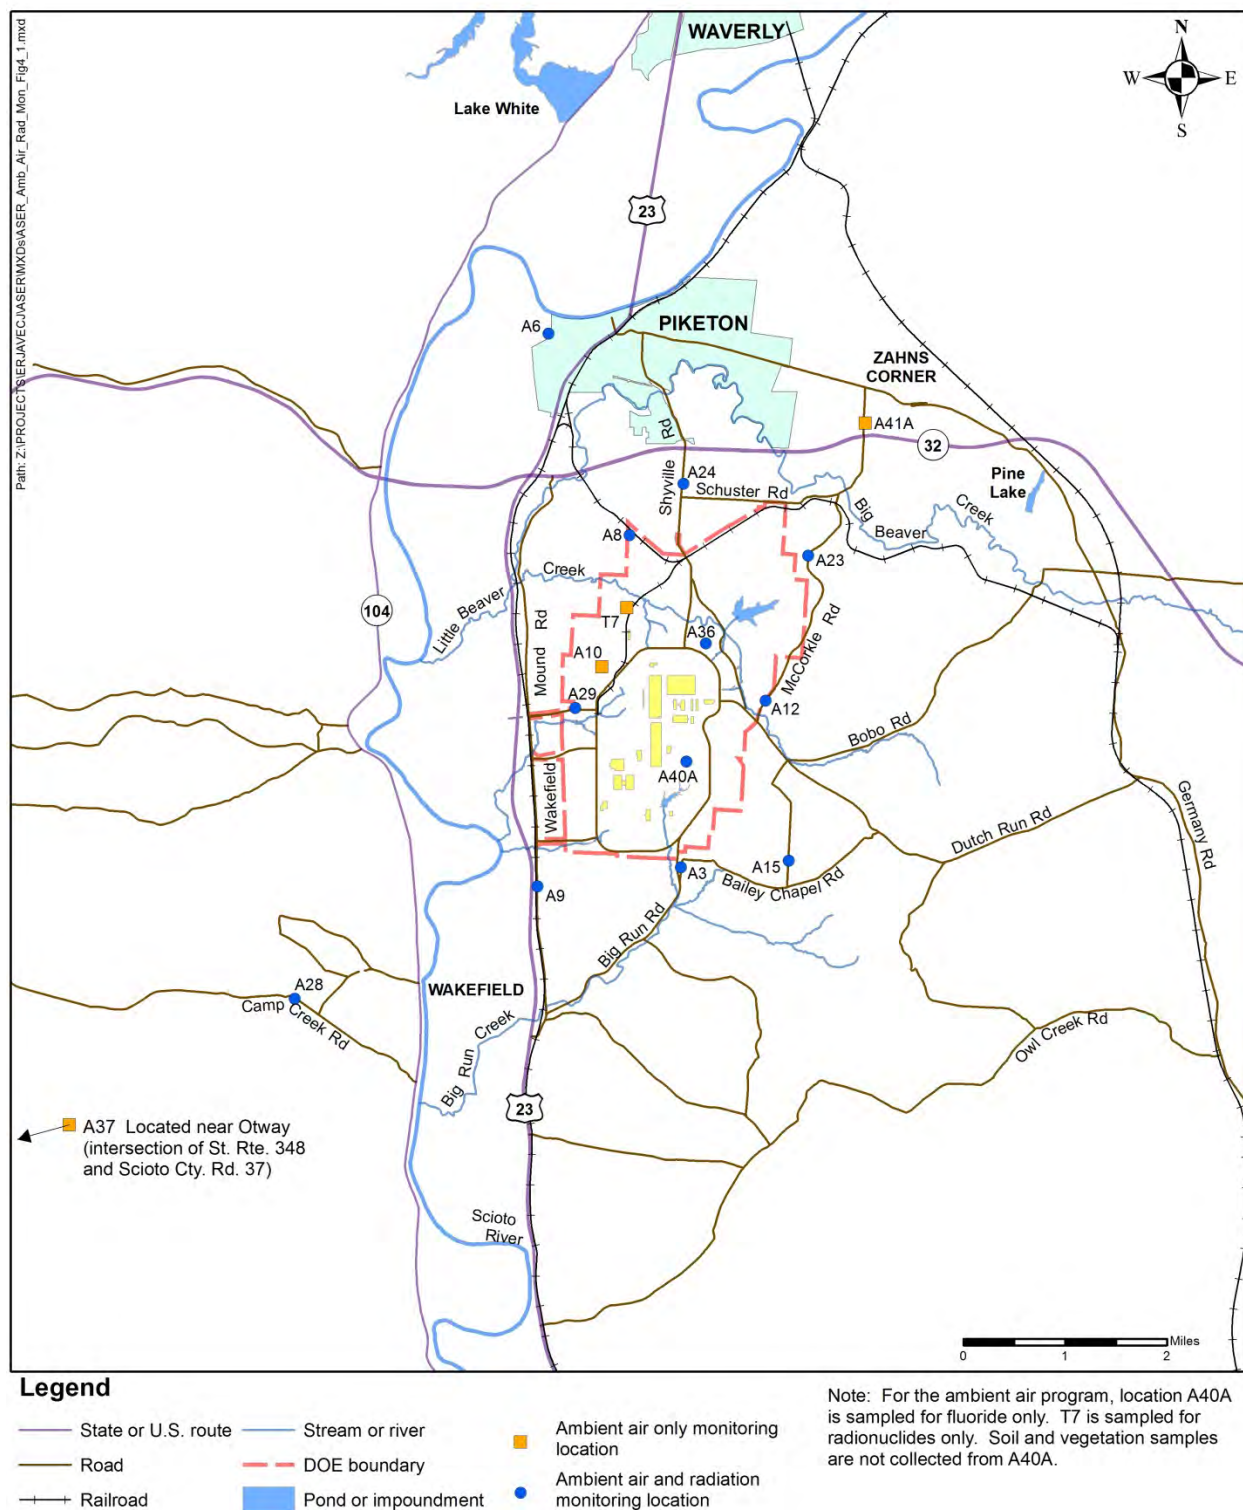 Path: Z:\PROJECTS\ERJAVECJ\ASER\MXDs\ASER_Amb_Air_Rad_Mon_Fig4_1.mxd
WAVERLY
N
W
E
S
Lake White
23
A6
PIKETON
ZAHNS
CORNER
A41A
32
Shyville Rd
A24
Schuster Rd
Pine
Lake
Big Beaver Creek
A8
A23
Little Beaver Creek
104
T7
A36
McCorkle Rd
A10
Mound Rd
A29
A12
Bobo Rd
A40A
Wakefield
Germany Rd
Dutch Run Rd
A15
A3
Bailey Chapel Rd
A9
Big Run Rd
A28
WAKEFIELD
Camp Creek Rd
Big Run Creek
Owl Creek Rd
23
A37 Located near Otway
(intersection of St. Rte. 348
and Scioto Cty. Rd. 37)
Scioto
River
Miles
0 1 2
Legend
State or U.S. route
Road
Railroad
Stream or river
DOE boundary
Pond or impoundment
Ambient air only monitoring
location
Ambient air and radiation
monitoring location
Note: For the ambient air program, location A40A
is sampled for fluoride only. T7 is sampled for
radionuclides only. Soil and vegetation samples
are not collected from A40A.